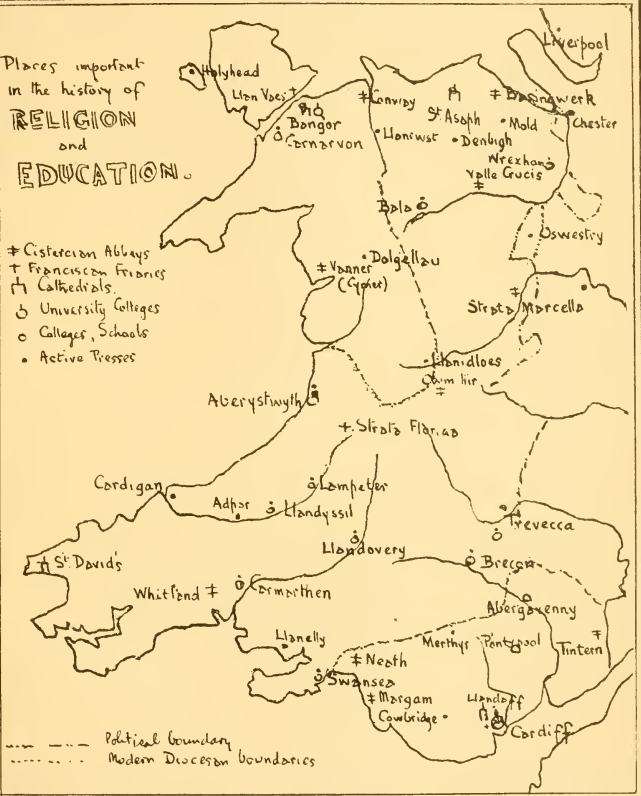 Places important
in the history of
RELIGION
and
EDUCATION.
Liverpool
Holyhead
Llan Vaes
Conway
St Asaph
Basingwerk
Bangor
Carnarvon
Llanrwst
Mold
Chester
Denbigh
Wrexham
Valle Crucis
Bala
Oswestry
‡ Cistercian Abbeys
† Franciscan Friaries
Cathedrals.
University Colleges
Colleges, Schools
Active Presses
Dolgellau
Vanner
(Cymer)
Strata Marcella
Llanidloes
Cwm hir
Aberystwyth
Strata Florida
Cardigan
Lampeter
Adpar
Llandyssil
Trevecca
Llandovery
St David's
Brecon
Whitland
Carmarthen
Abergavenny
Llanelly
Merthyr
Pontypool
Tintern
Neath
Swansea
Margam
Llandaff
Cowbridge
Cardiff
Political boundary
Modern Diocesan boundaries